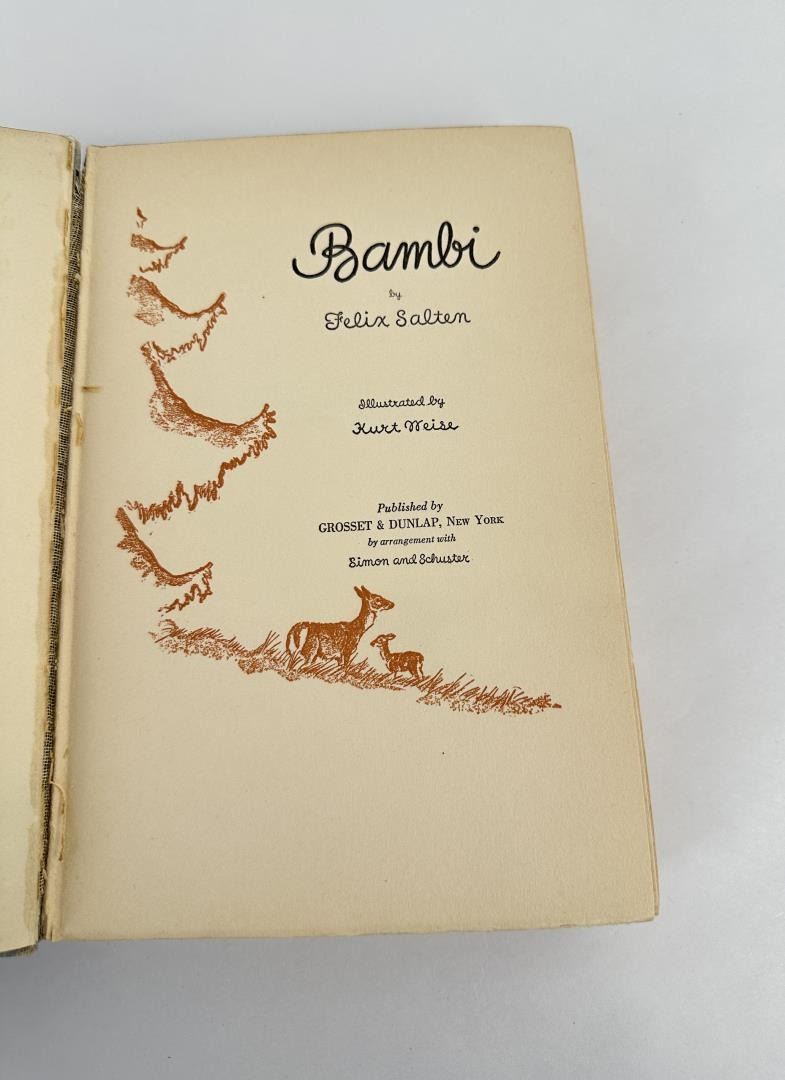 Bambi
by
Felix Salten
Illustrated by
Kurt Weise
Published by
GROSSET & DUNLAP, NEW YORK
by arrangement with
Simon and Schuster